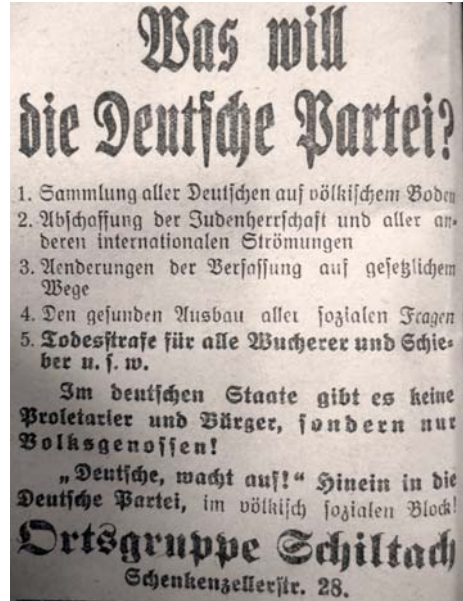 Was will
die Deutsche Partei?
1. Sammlung aller Deutschen auf völkischem Boden
2. Abschaffung der Judenherrschaft und aller an-
deren internationalen Strömungen
3. Aenderungen der Verfassung auf gesetzlichem
Wege
4. Den gesunden Ausbau aller sozialen Fragen
5. Todesstrafe für alle Wucherer und Schie-
ber u. s. w.
Im deutschen Staate gibt es keine
Proletarier und Bürger, sondern nur
Volksgenossen!
„Deutsche, wacht auf!“ Hinein in die
Deutsche Partei, im völkisch sozialen Block!
Ortsgruppe Schiltach
Schenkenzellerstr. 28.